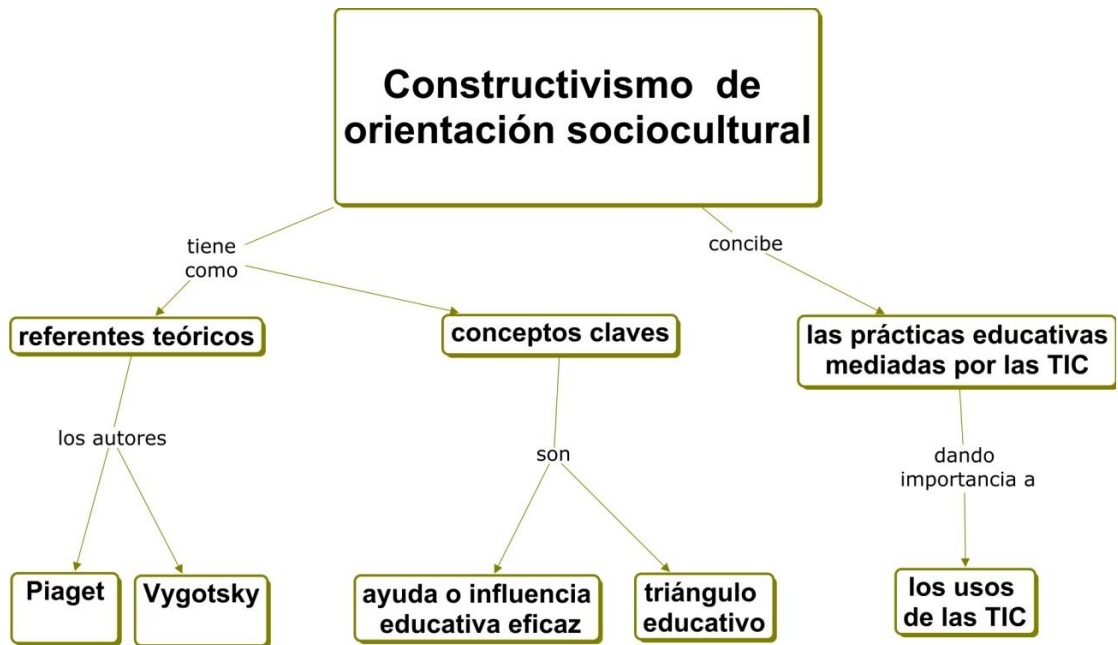 Constructivismo de
orientación sociocultural
tiene
como
concibe
referentes teóricos
conceptos claves
las prácticas educativas
mediadas por las TIC
los autores
son
dando
importancia a
Piaget
Vygotsky
ayuda o influencia
educativa eficaz
triángulo
educativo
los usos
de las TIC